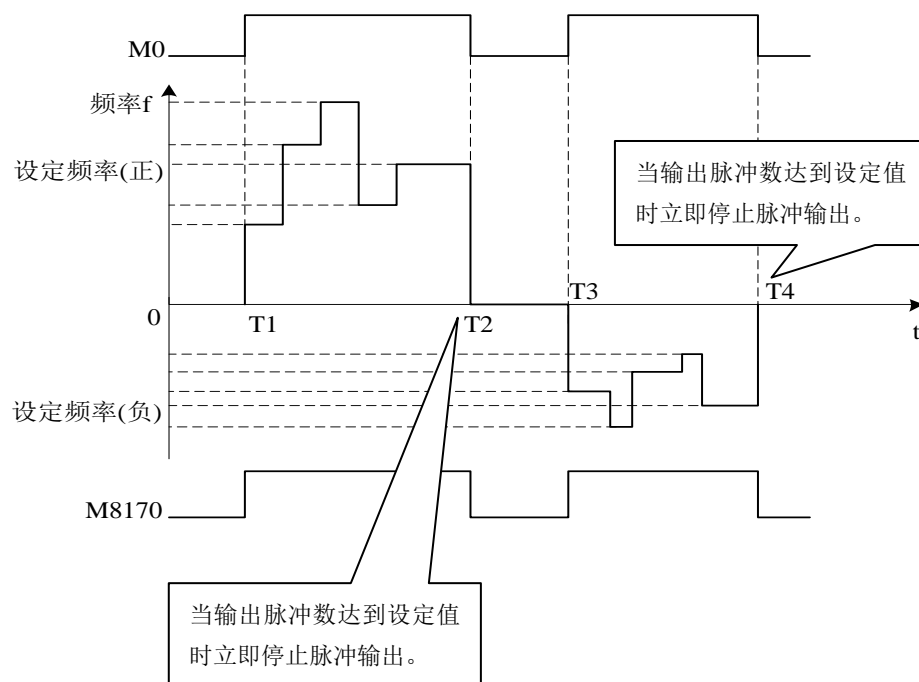 M0
频率f
设定频率(正)
当输出脉冲数达到设定值
时立即停止脉冲输出。
0
T1
T2
T3
T4
t
设定频率(负)
M8170
当输出脉冲数达到设定值
时立即停止脉冲输出。